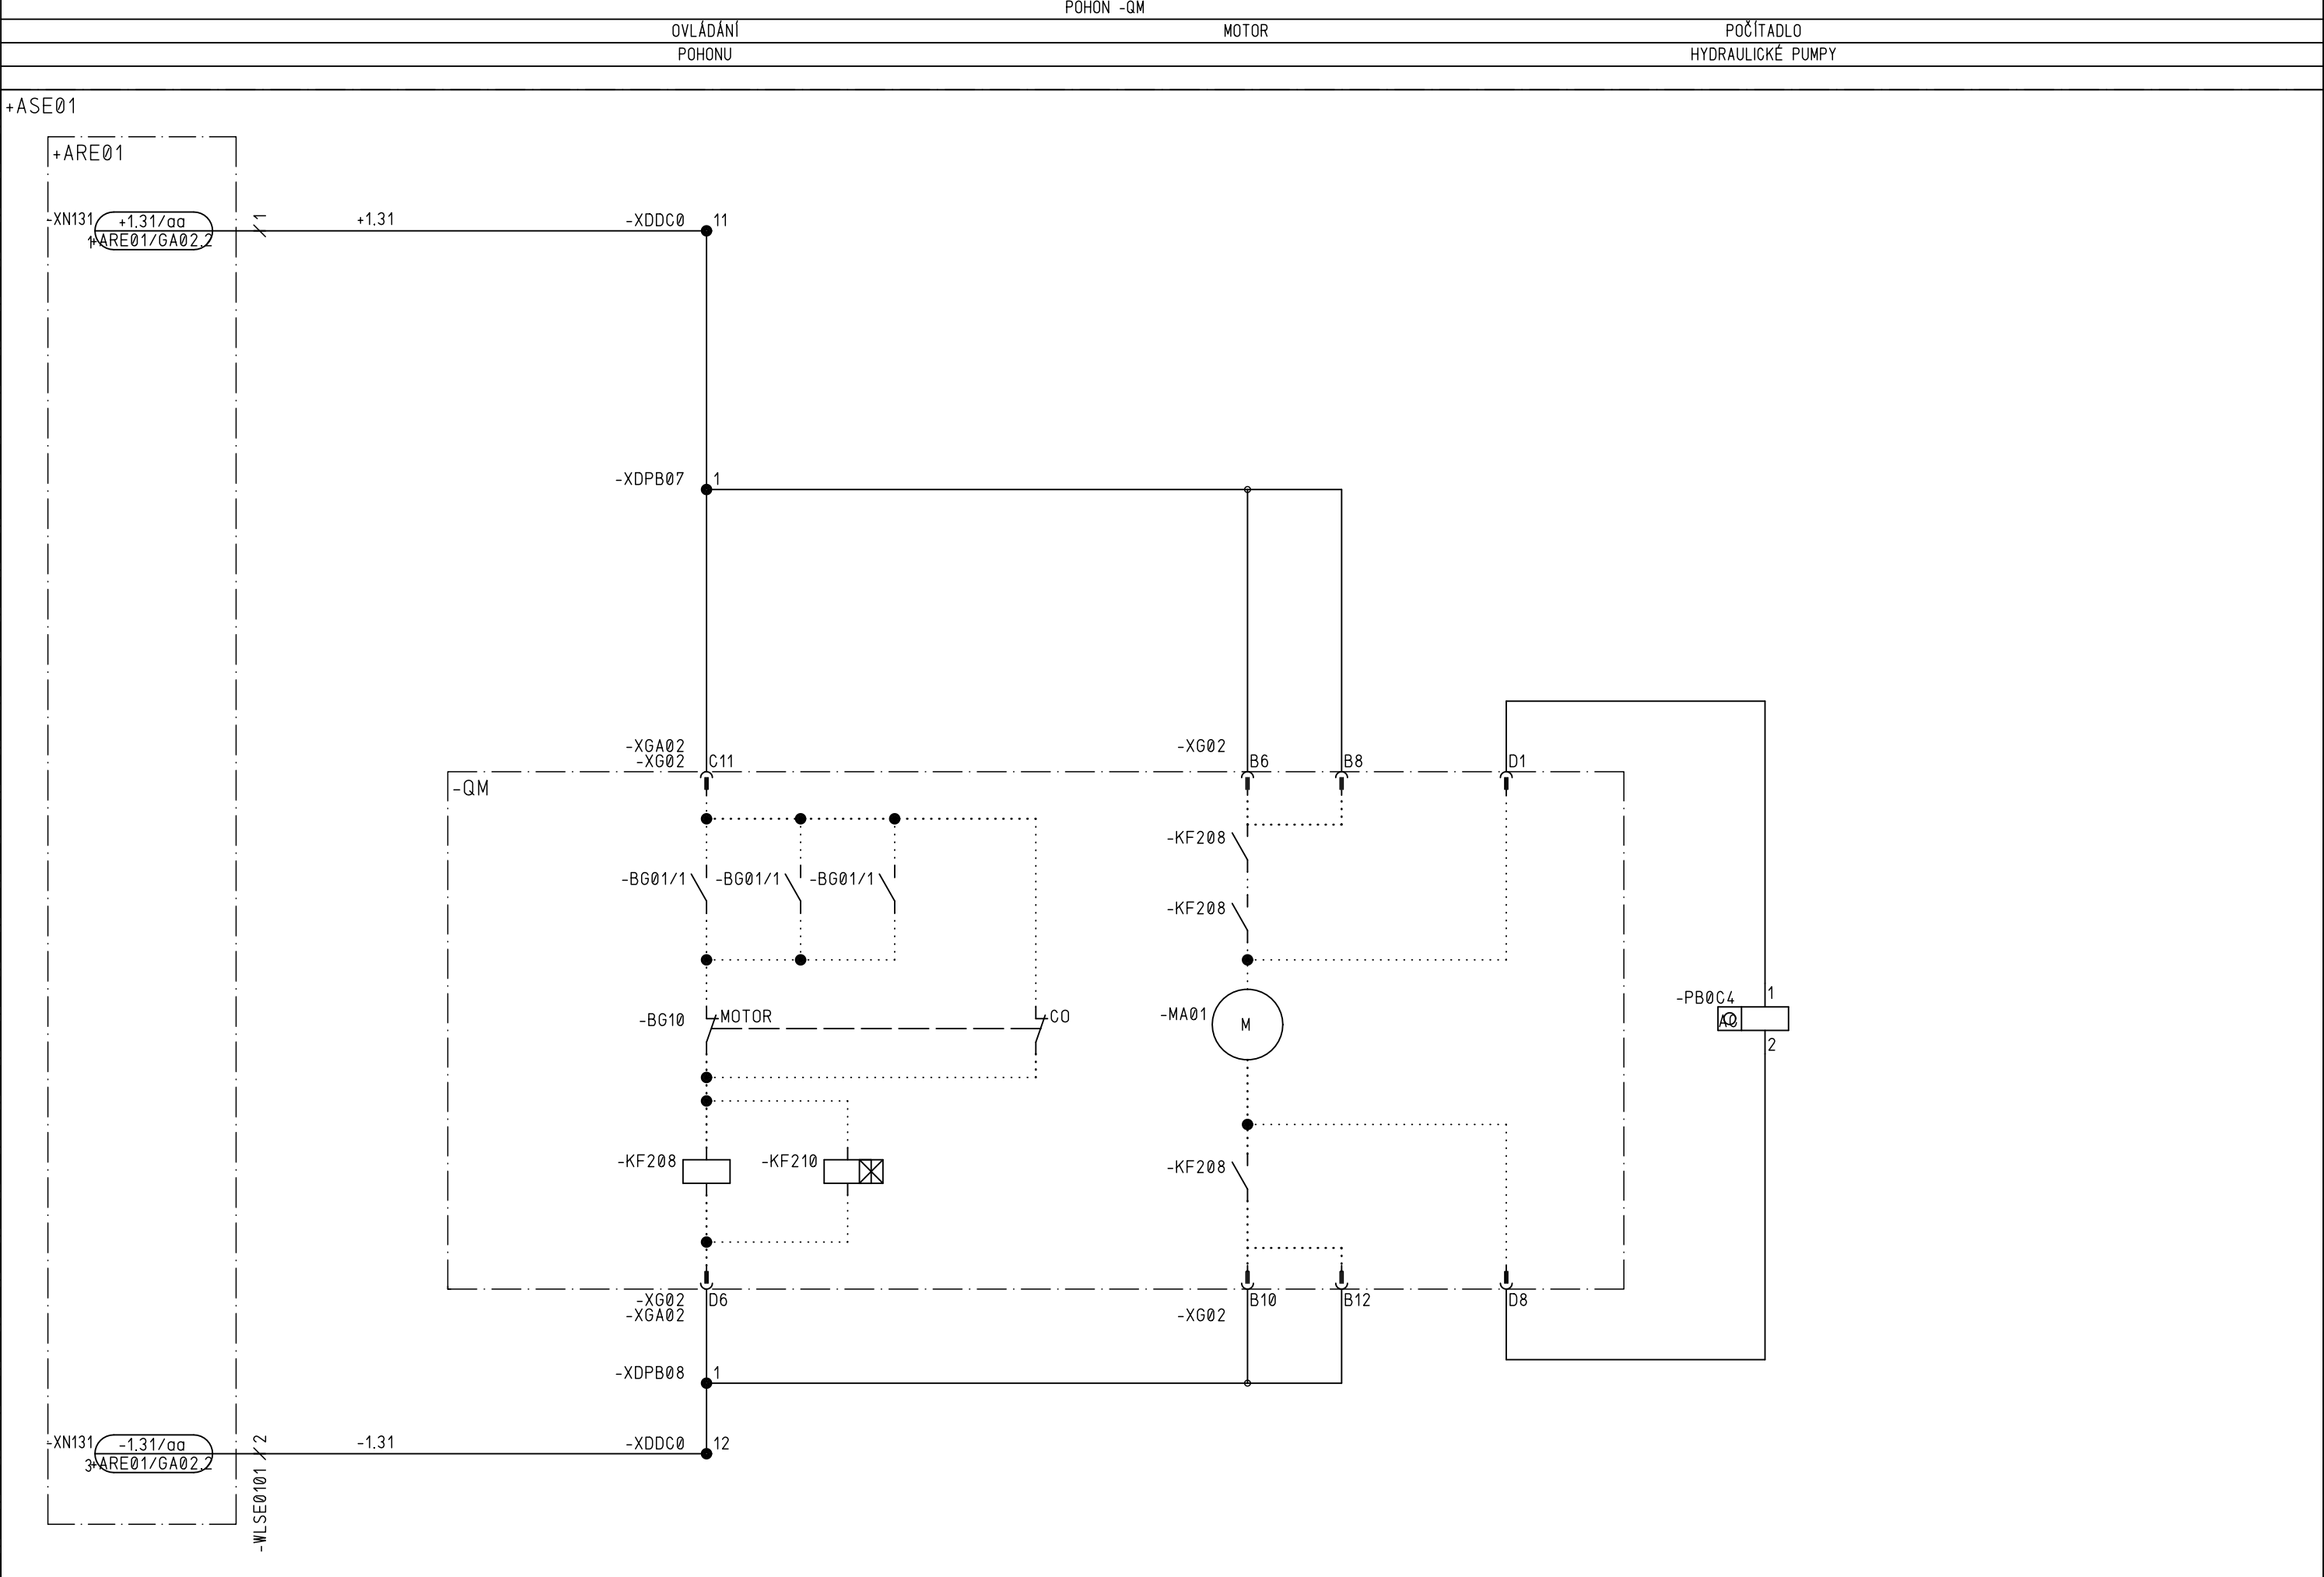 POHON -QM
OVLÁDÁNÍ MOTOR POČÍTADLO
POHONU HYDRAULICKÉ PUMPY
+ASE01
+ARE01
-XN131 +1.31/aa 1 +1.31 -XDDC0 11
1 +ARE01/GA02.2
-XDPB07 1
-XGA02 -XG02
-XG02 C11 B6 B8 D1
-QM
-KF208
-BG01/1 -BG01/1 -BG01/1
-KF208
-PB0C4 1
-BG10 MOTOR CO -MA01 M AC
2
-KF208 -KF210 -KF208
-XG02 D6 B10 B12 D8
-XGA02 -XG02
-XDPB08 1
-XN131 -1.31/aa 2 -1.31 -XDDC0 12
3 +ARE01/GA02.2
-WLSE0101